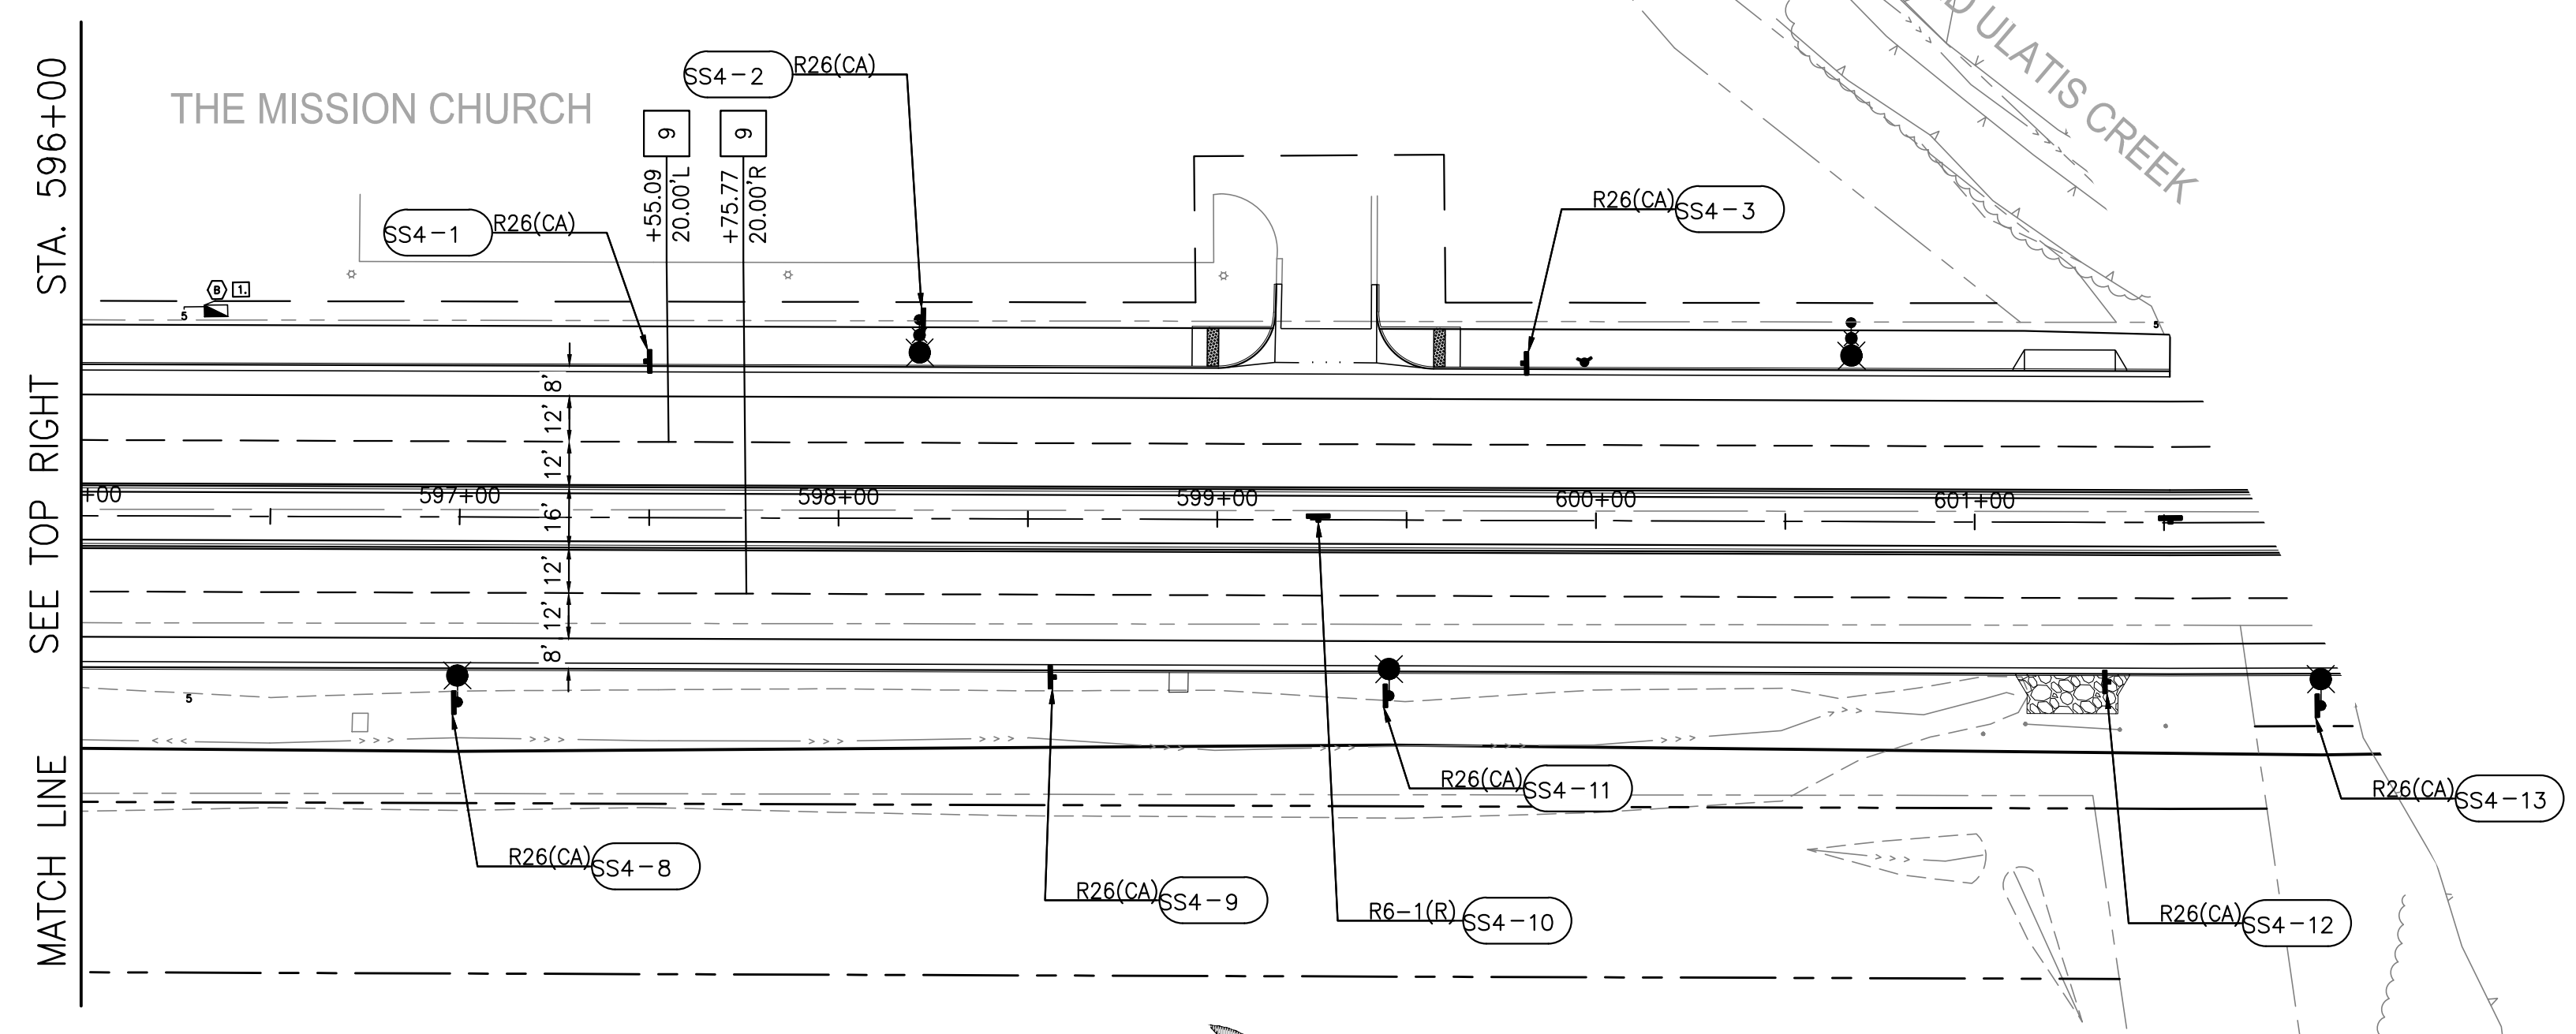 STA. 596+00
SEE TOP RIGHT
MATCH LINE
THE MISSION CHURCH
ULATIS CREEK
SS4-2 R26(CA)
9
9
+55.09
20.00'L
+75.77
20.00'R
SS4-1 R26(CA)
R26(CA) SS4-3
B 1.
5
5
8'
12'
12'
16'
12'
12'
8'
+00
597+00
598+00
599+00
600+00
601+00
5
<<<
>>>
>>>
>>>
>>>
>>>
>>>
>>>
>>>
>>>
R26(CA) SS4-11
R26(CA) SS4-13
R26(CA) SS4-8
R26(CA) SS4-9
R6-1(R) SS4-10
R26(CA) SS4-12